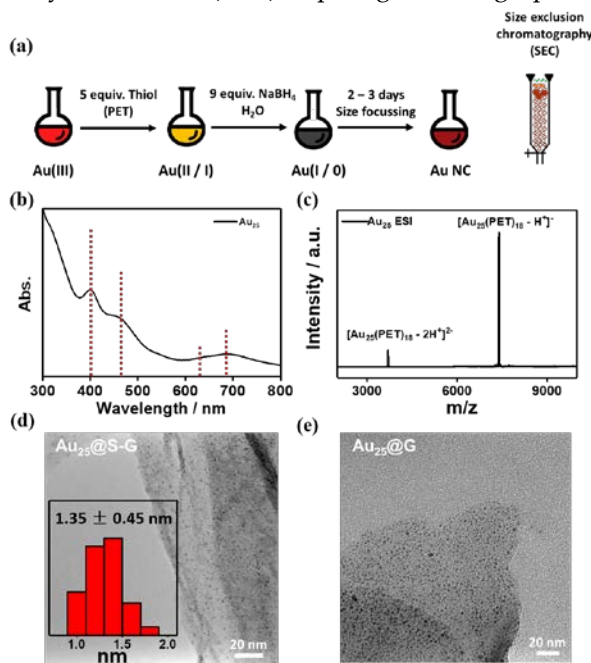 (a)
Size exclusion
chromatography
(SEC)
5 equiv. Thiol
(PET)
9 equiv. NaBH4
H2O
2 – 3 days
Size focussing
Au(III)
Au(II / I)
Au(I / 0)
Au NC
(b)
Au25
Abs.
300 400 500 600 700 800
Wavelength / nm
(c)
Au25 ESI
[Au25(PET)18 - H+]-
[Au25(PET)18 - 2H+]2-
Intensity / a.u.
3000 6000 9000
m/z
(d)
Au25@S-G
1.35 ± 0.45 nm
1.0 1.5 2.0
nm
20 nm
(e)
Au25@G
20 nm